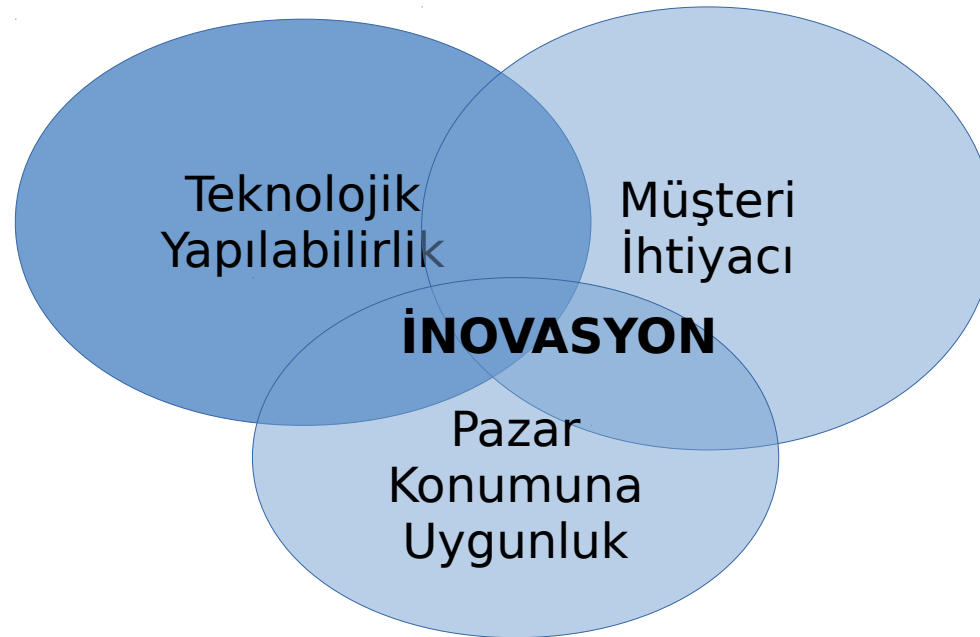 Teknolojik
Yapılabilirlik
Müşteri
İhtiyacı
İNOVASYON
Pazar
Konumuna
Uygunluk